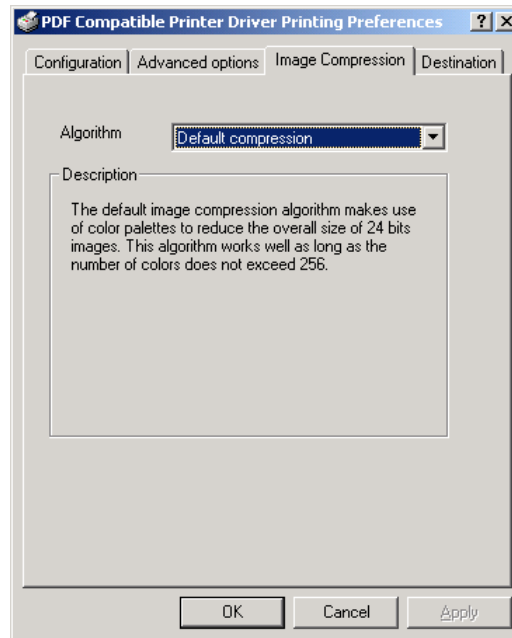 PDF Compatible Printer Driver Printing Preferences
Configuration Advanced options Image Compression Destination
Algorithm Default compression
Description
The default image compression algorithm makes use
of color palettes to reduce the overall size of 24 bits
images. This algorithm works well as long as the
number of colors does not exceed 256.
OK Cancel Apply